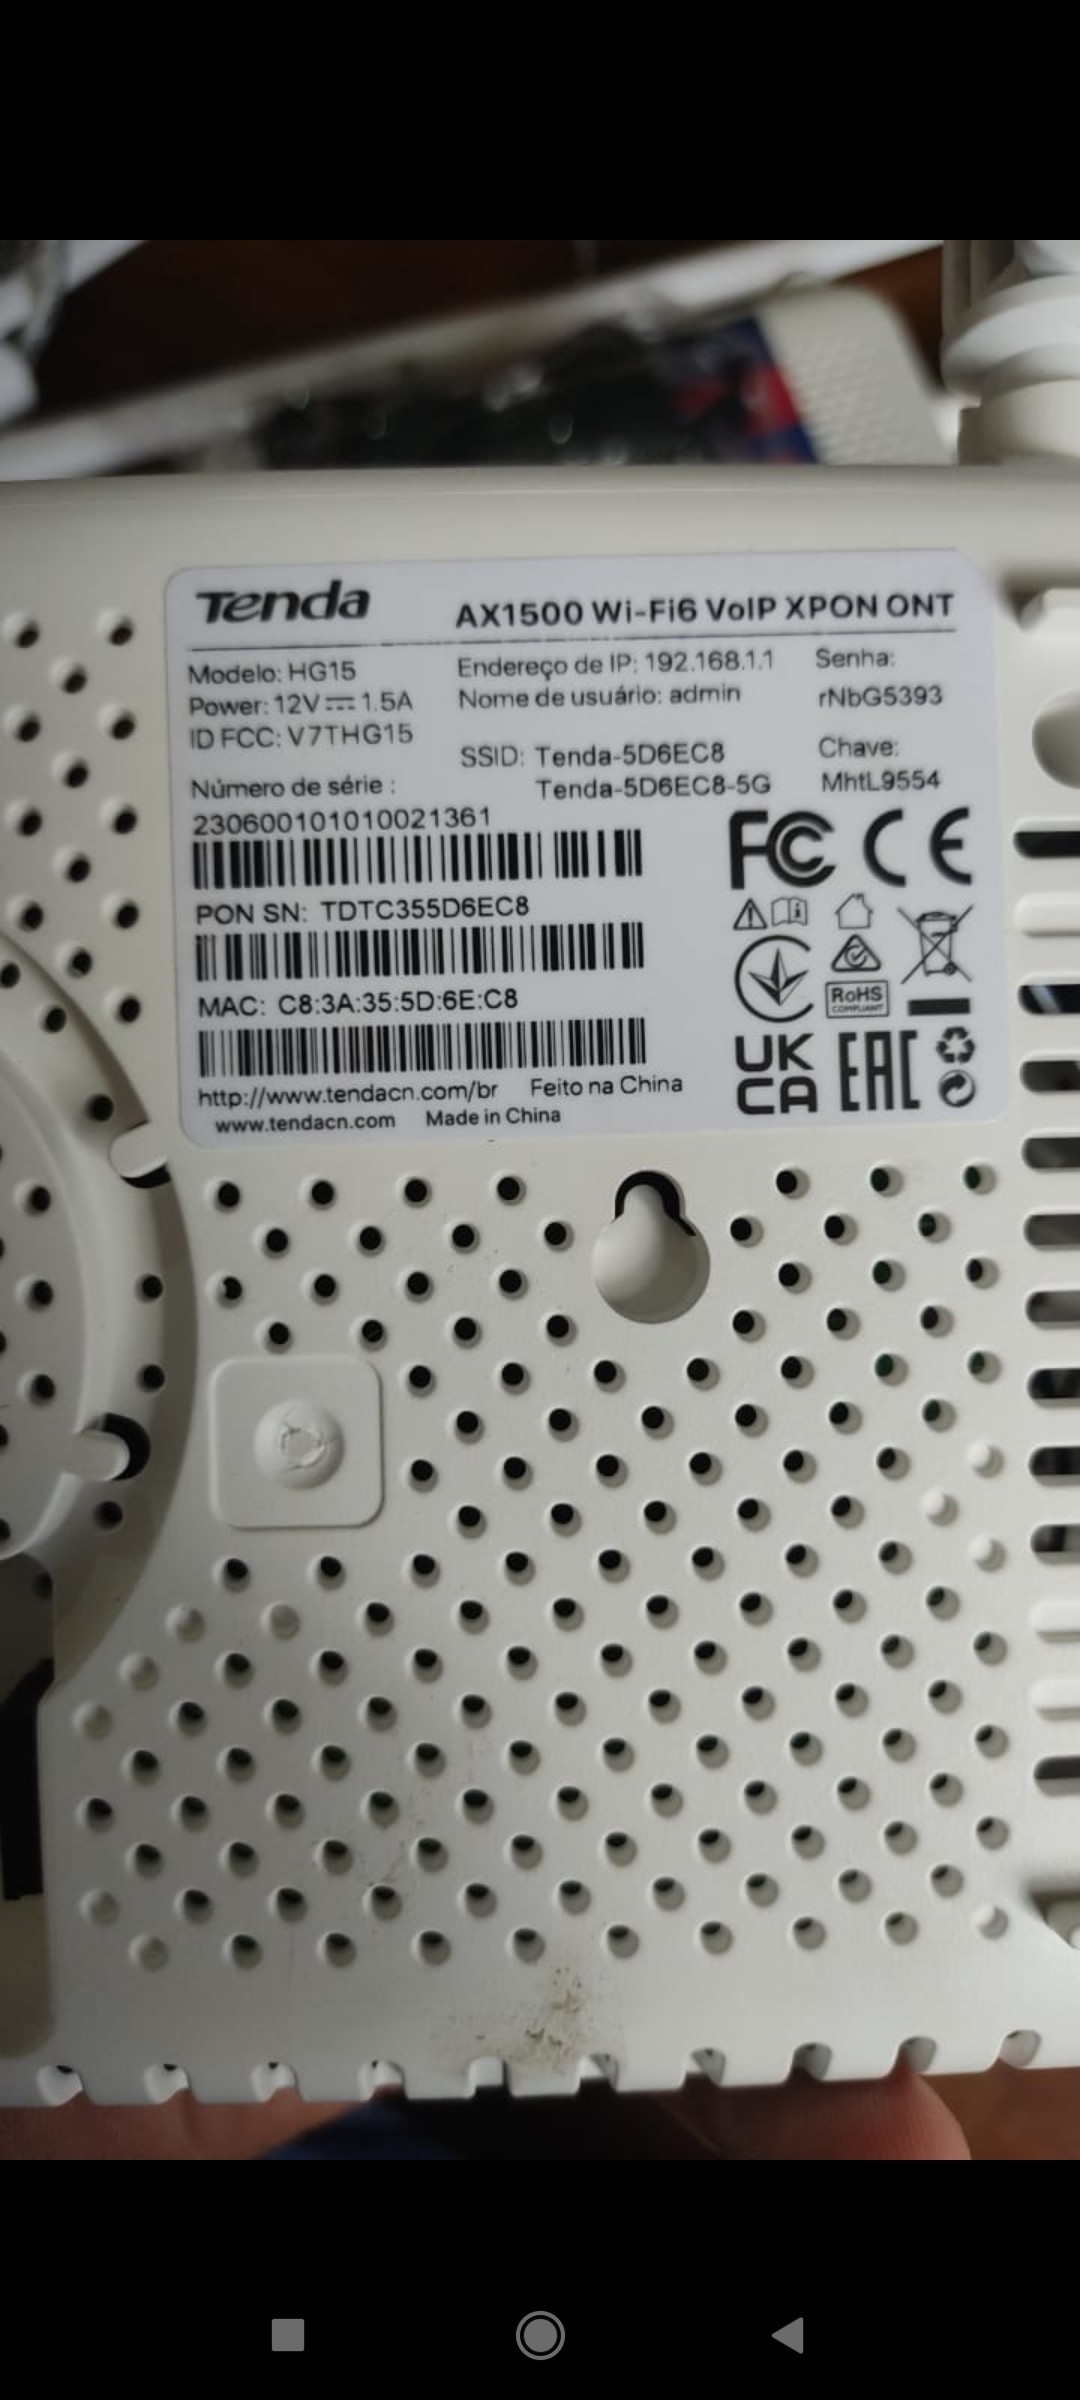 Tenda
AX1500 Wi-Fi6 VoIP XPON ONT
Modelo: HG15
Power: 12V⎓1.5A
ID FCC: V7THG15
Endereço de IP: 192.168.1.1
Nome de usuário: admin
Senha:
rNbG5393
SSID: Tenda-5D6EC8
Tenda-5D6EC8-5G
Chave:
MhtL9554
Número de série :
230600101010021361
PON SN: TDTC355D6EC8
MAC: C8:3A:35:5D:6E:C8
http://www.tendacn.com/br Feito na China
www.tendacn.com Made in China
FC CE
RoHS
COMPLIANT
UK
CA
EAC